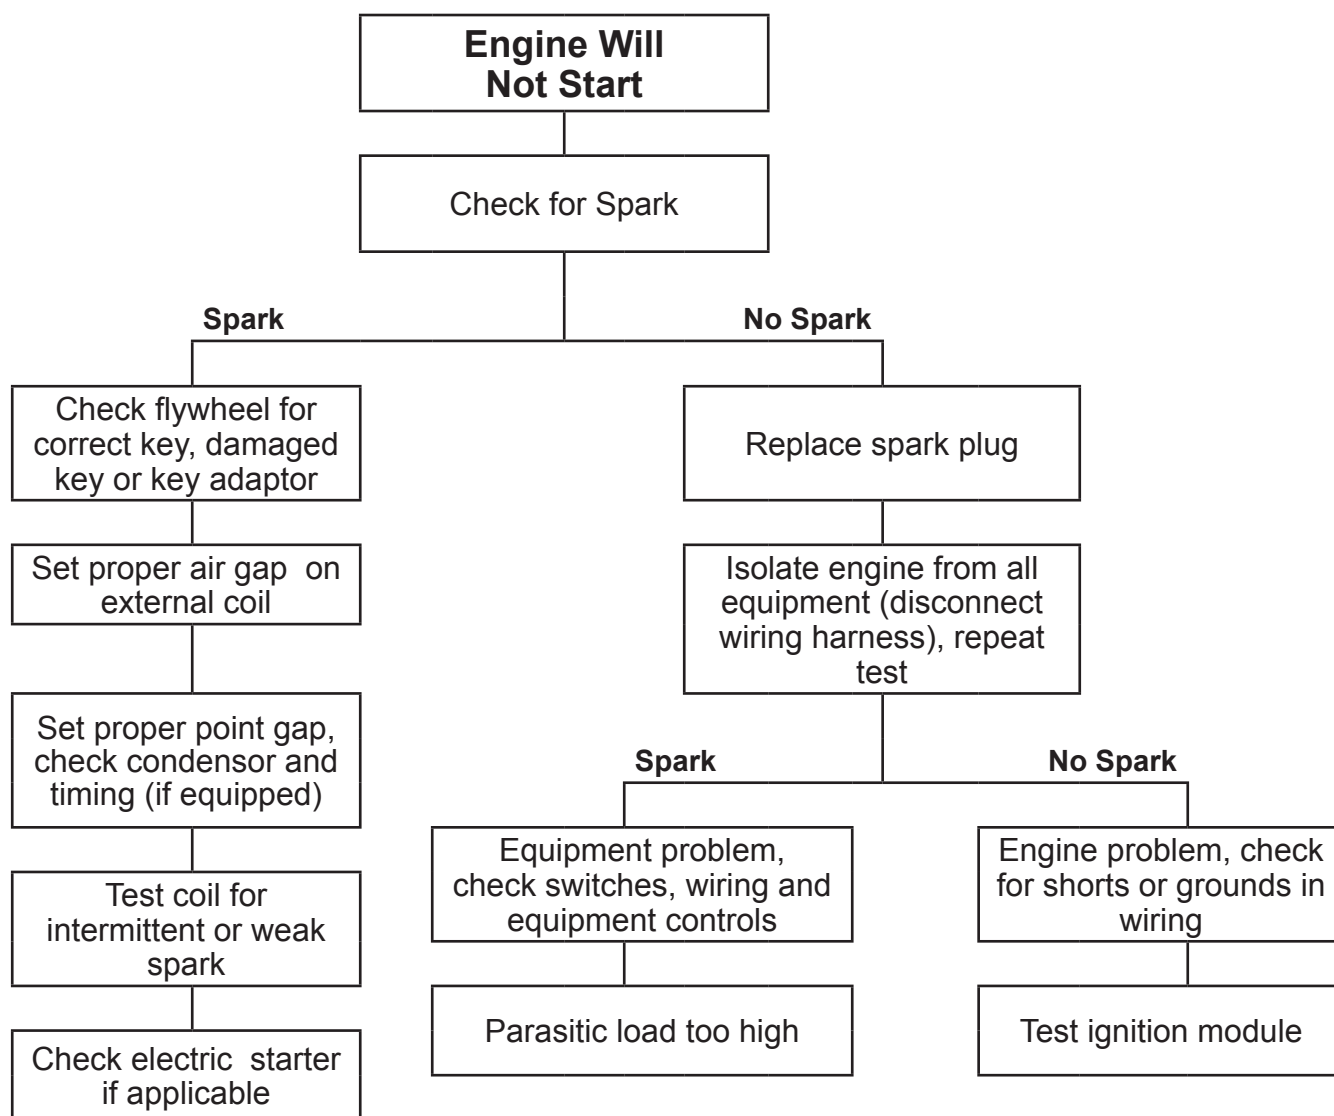 Engine Will
Not Start
Check for Spark
Spark
No Spark
Check flywheel for
correct key, damaged
key or key adaptor
Replace spark plug
Set proper air gap  on
external coil
Isolate engine from all
equipment (disconnect
wiring harness), repeat
test
Set proper point gap,
check condensor and
timing (if equipped)
Spark
No Spark
Test coil for
intermittent or weak
spark
Equipment problem,
check switches, wiring and
equipment controls
Engine problem, check
for shorts or grounds in
wiring
Check electric  starter
if applicable
Parasitic load too high
Test ignition module